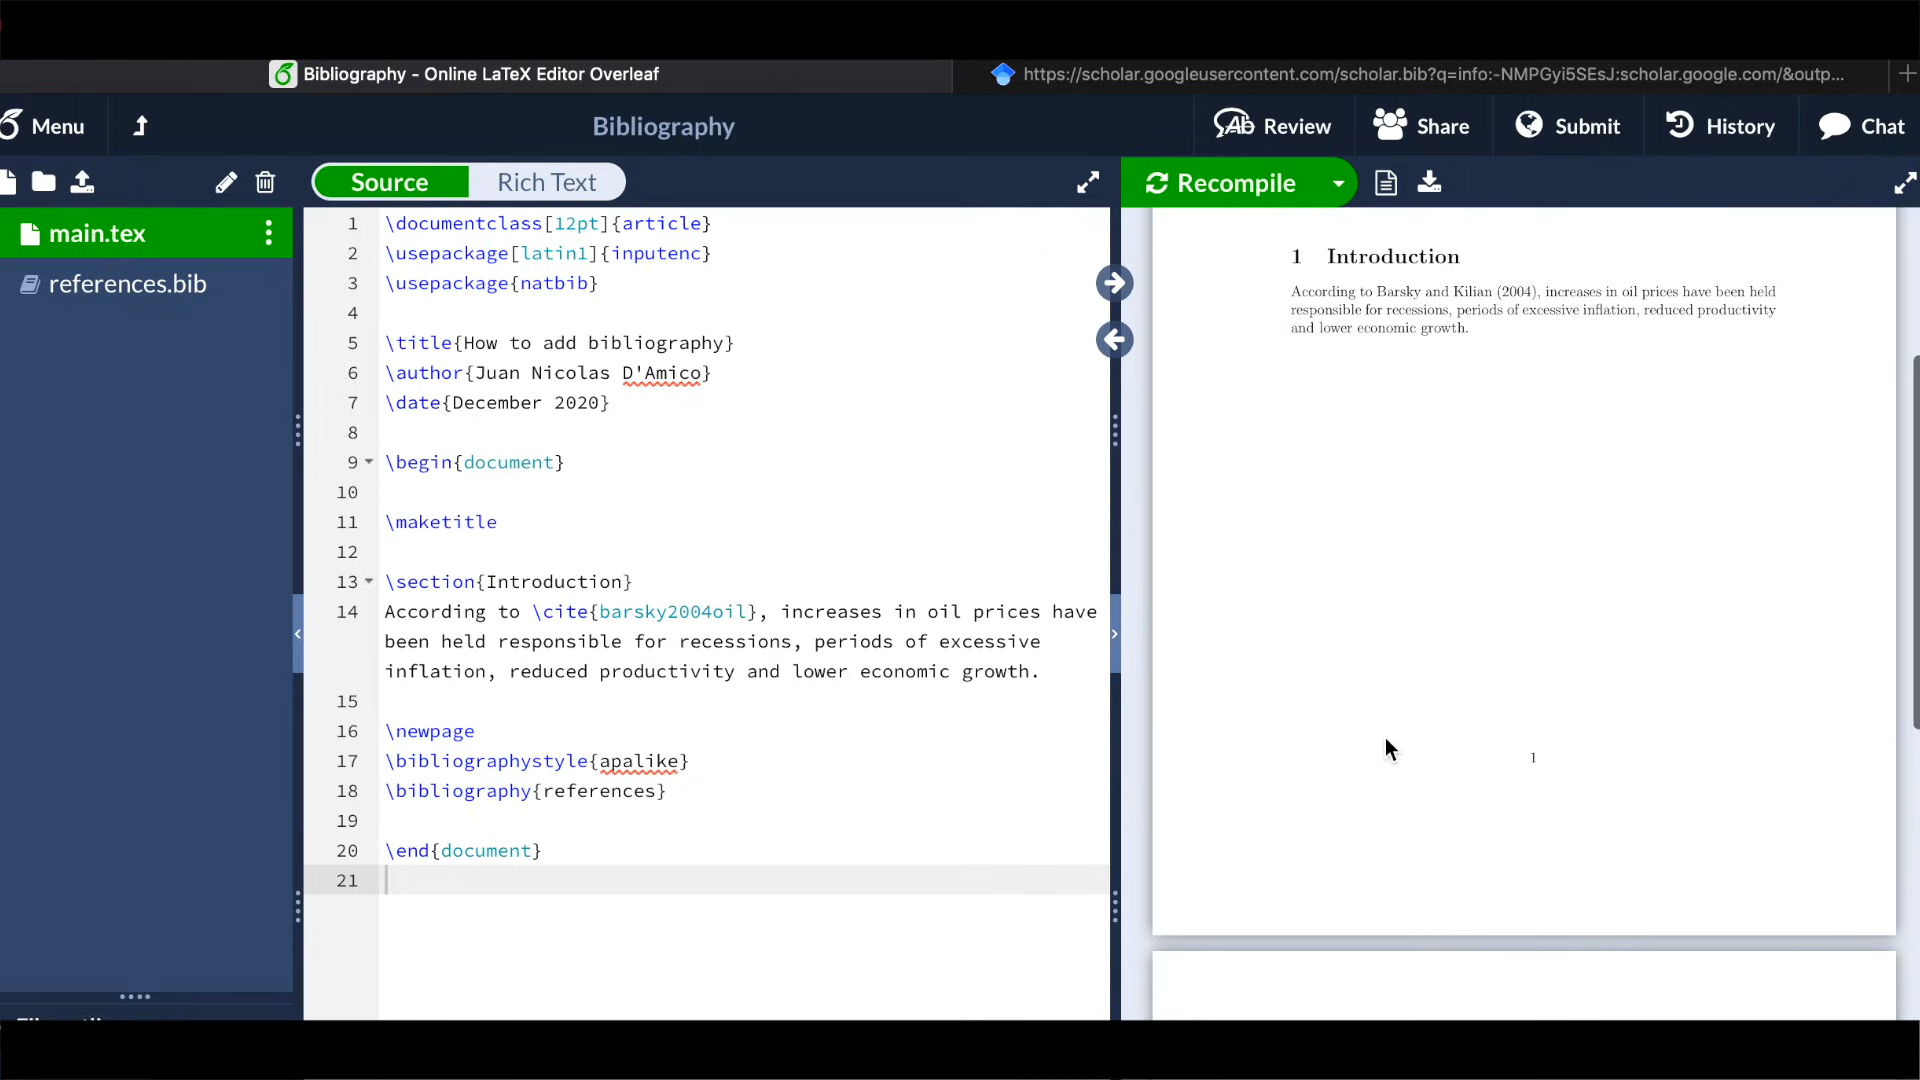 Bibliography - Online LaTeX Editor Overleaf
https://scholar.googleusercontent.com/scholar.bib?q=info:-NMPGyi5SEsJ:scholar.google.com/&outp...
Menu
Bibliography
Review
Share
Submit
History
Chat
Source
Rich Text
Recompile
main.tex
references.bib
1 \documentclass[12pt]{article}
2 \usepackage[latin1]{inputenc}
3 \usepackage{natbib}
4
5 \title{How to add bibliography}
6 \author{Juan Nicolas D'Amico}
7 \date{December 2020}
8
9 \begin{document}
10
11 \maketitle
12
13 \section{Introduction}
14 According to \cite{barsky2004oil}, increases in oil prices have
been held responsible for recessions, periods of excessive
inflation, reduced productivity and lower economic growth.
15
16 \newpage
17 \bibliographystyle{apalike}
18 \bibliography{references}
19
20 \end{document}
21
1 Introduction
According to Barsky and Kilian (2004), increases in oil prices have been held
responsible for recessions, periods of excessive inflation, reduced productivity
and lower economic growth.
1